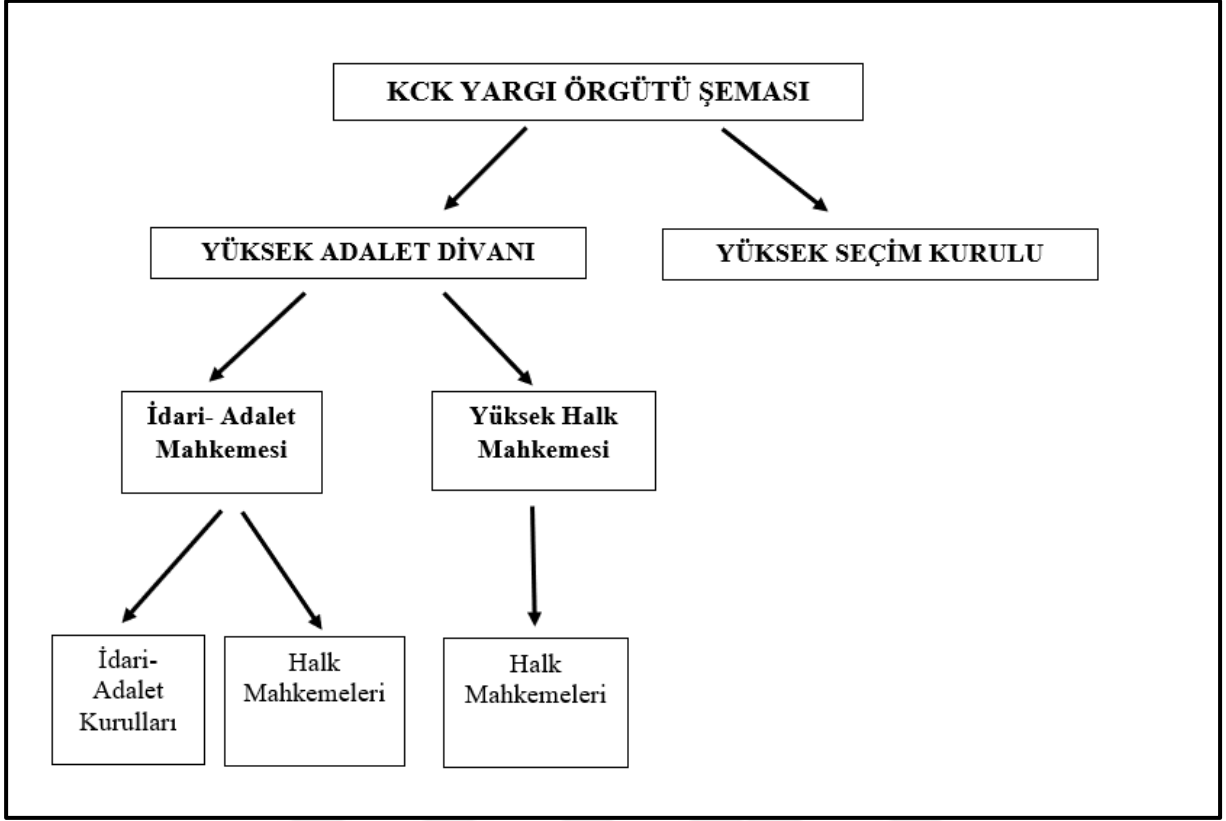 KCK YARGI ÖRGÜTÜ ŞEMASI
YÜKSEK ADALET DİVANI
YÜKSEK SEÇİM KURULU
İdari- Adalet
Mahkemesi
Yüksek Halk
Mahkemesi
İdari-
Adalet
Kurulları
Halk
Mahkemeleri
Halk
Mahkemeleri